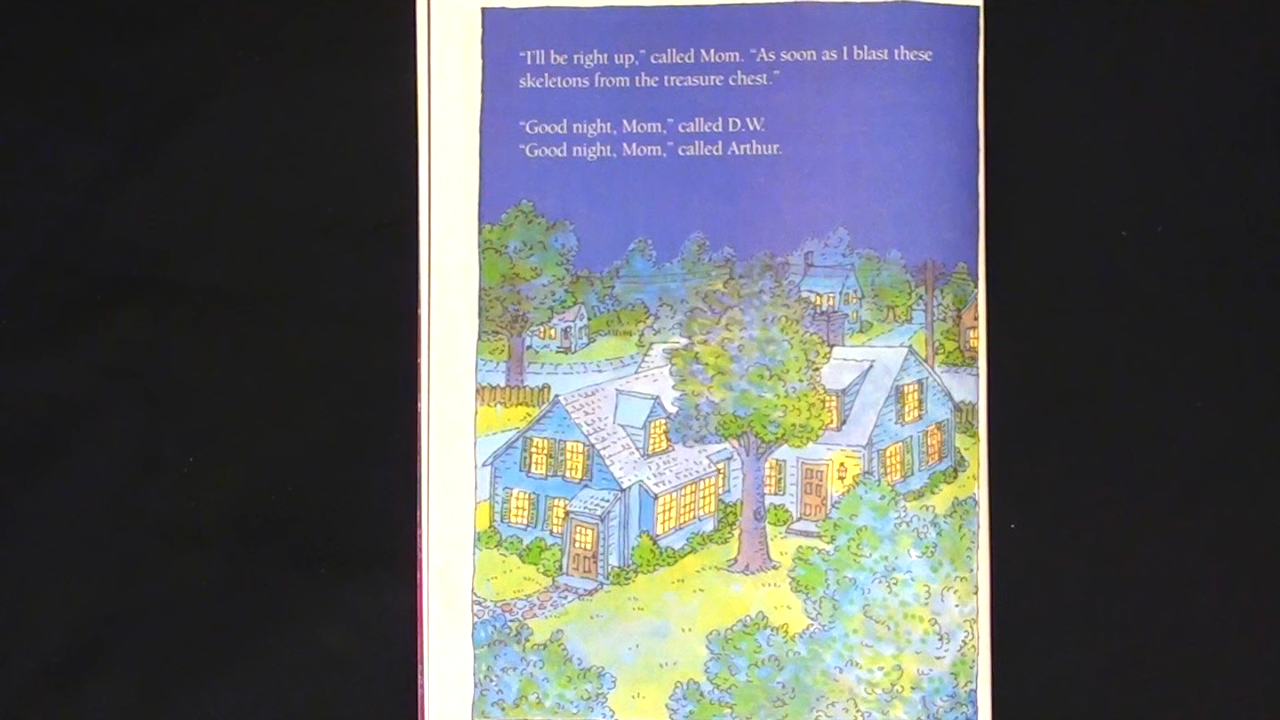 “I'll be right up,” called Mom. “As soon as I blast these
skeletons from the treasure chest.”
“Good night, Mom,” called D.W.
“Good night, Mom,” called Arthur.